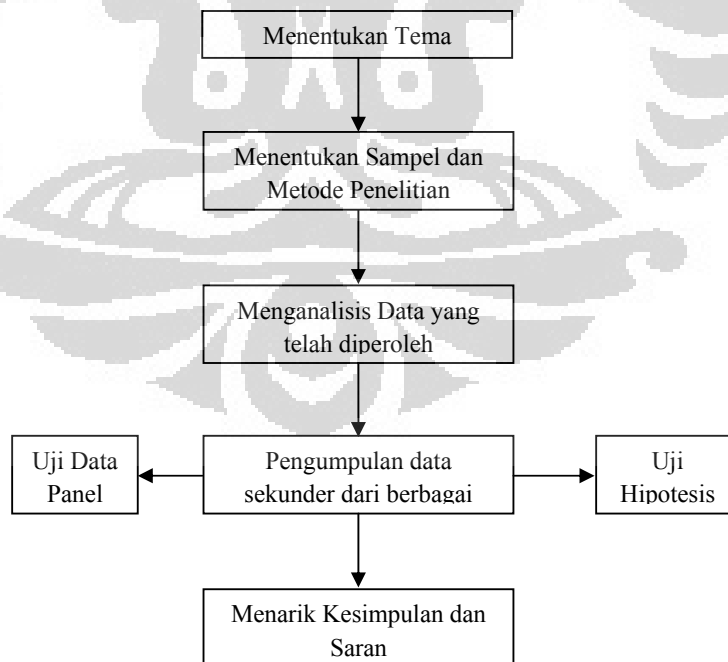 Menentukan Tema
Menentukan Sampel dan
Metode Penelitian
Menganalisis Data yang
telah diperoleh
Uji Data
Panel
Pengumpulan data
sekunder dari berbagai
Uji
Hipotesis
Menarik Kesimpulan dan
Saran